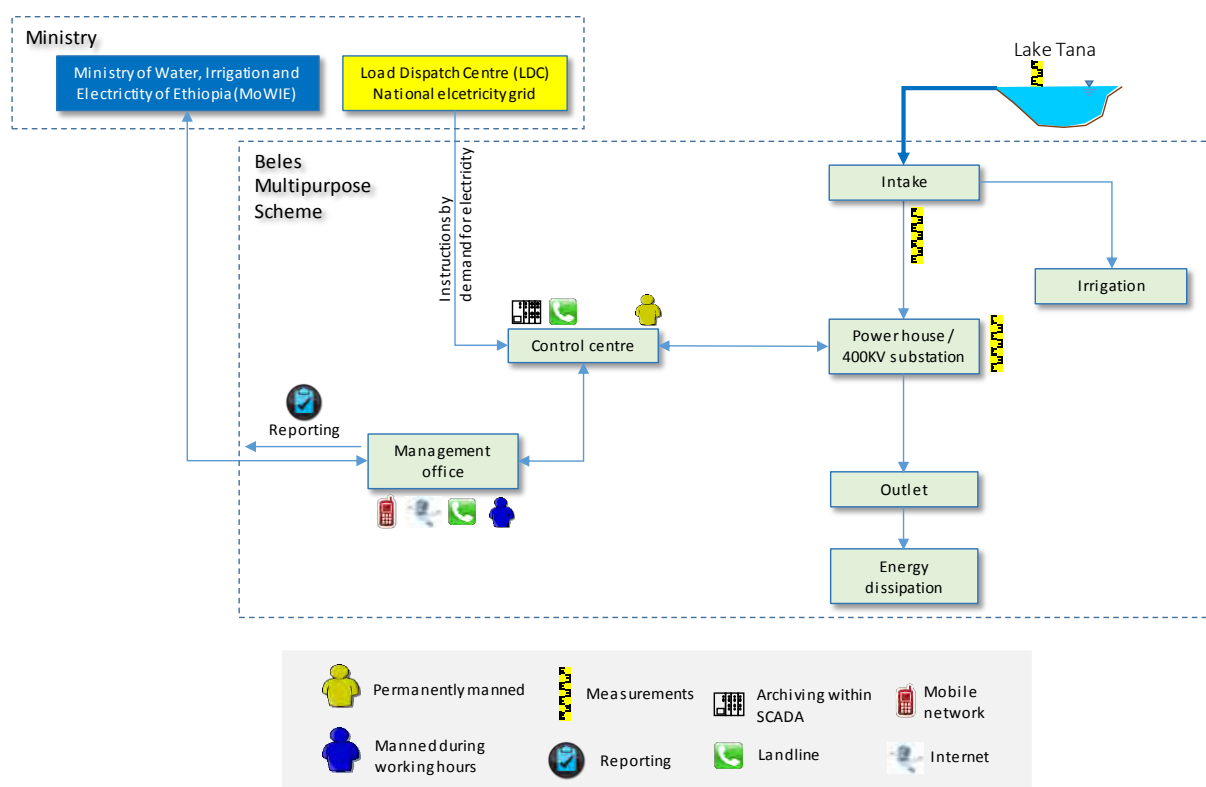 Ministry
Ministry of Water, Irrigation and
Electrictity of Ethiopia (MoWIE)
Load Dispatch Centre (LDC)
National elcetricity grid
Lake Tana
Beles
Multipurpose
Scheme
Instructions by
demand for electridity
Intake
Irrigation
Control centre
Power house /
400KV substation
Reporting
Management
office
Outlet
Energy
dissipation
Permanently manned
Measurements
Archiving within
SCADA
Mobile
network
Manned during
working hours
Reporting
Landline
Internet